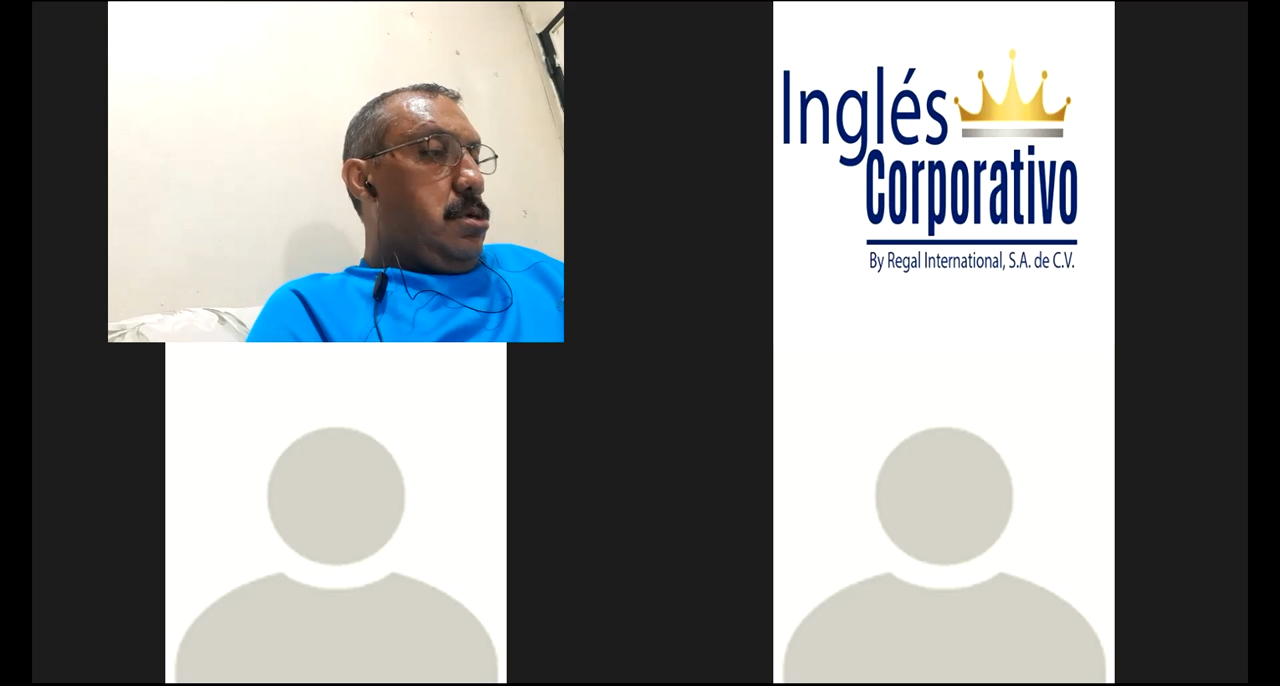 Inglés
Corporativo
By Regal International, S.A. de C.V.